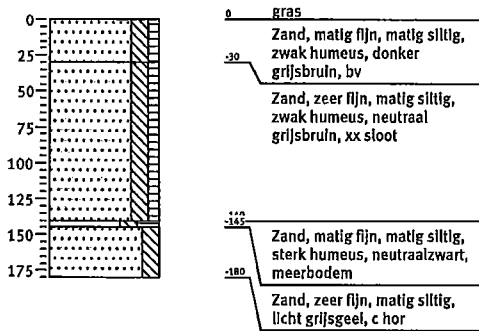 0
25
50
75
100
125
150
175
0 gras
Zand, matig fijn, matig siltig,
zwak humeus, donker
-30 grijsbruin, bv
Zand, zeer fijn, matig siltig,
zwak humeus, neutraal
grijsbruin, xx sloot
-145
Zand, matig fijn, matig siltig,
sterk humeus, neutraalzwart,
-180 meerbodem
Zand, zeer fijn, matig siltig,
licht grijsgeel, c hor